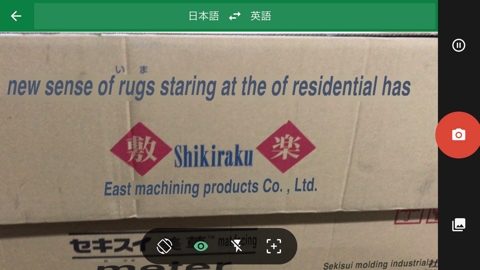 日本語 英語
いま
new sense of rugs staring at the of residential has
敷 Shikiraku 楽
East machining products Co. , Ltd.
セキスイ
meter
Sekisui molding industrial